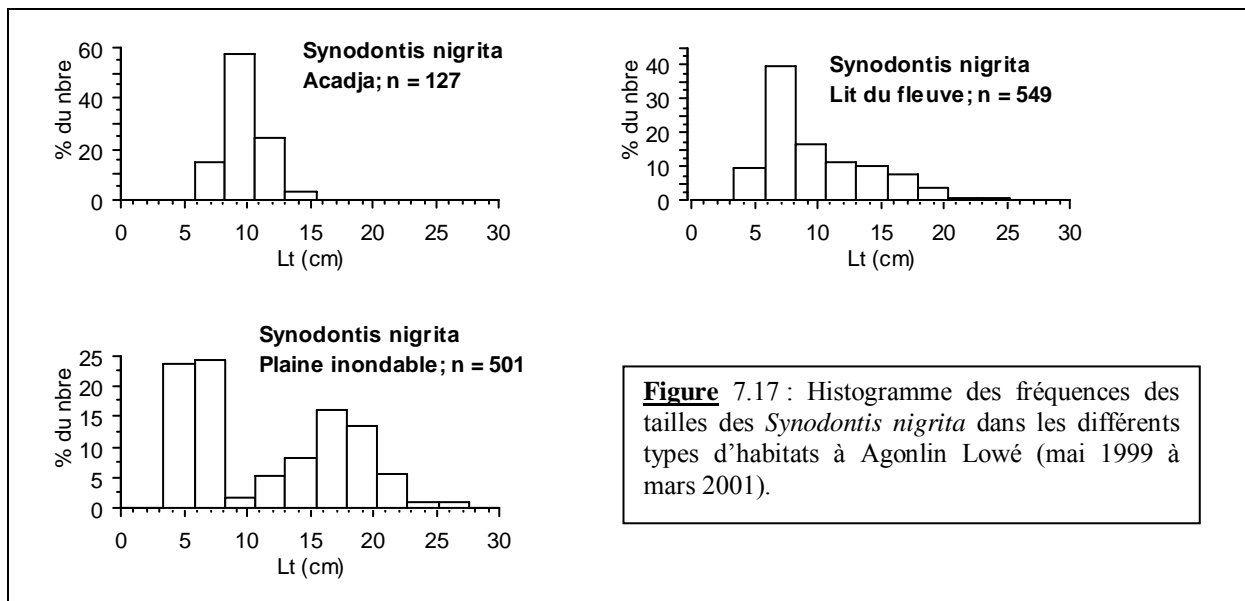 Synodontis nigrita
Acadja; n = 127
% du nbre
60
40
20
0
0 5 10 15 20 25 30
Lt (cm)
Synodontis nigrita
Lit du fleuve; n = 549
% du nbre
40
30
20
10
0
0 5 10 15 20 25 30
Lt (cm)
Synodontis nigrita
Plaine inondable; n = 501
% du nbre
25
20
15
10
5
0
0 5 10 15 20 25 30
Lt (cm)
Figure 7.17 : Histogramme des fréquences des
tailles des Synodontis nigrita dans les différents
types d’habitats à Agonlin Lowé (mai 1999 à
mars 2001).